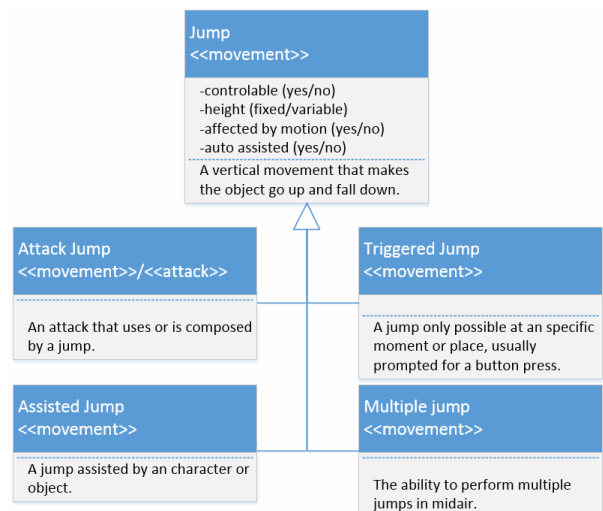 Jump
<<movement>>
-controlable (yes/no)
-height (fixed/variable)
-affected by motion (yes/no)
-auto assisted (yes/no)
A vertical movement that makes
the object go up and fall down.
Attack Jump
<<movement>>/<<attack>>
An attack that uses or is composed
by a jump.
Triggered Jump
<<movement>>
A jump only possible at an specific
moment or place, usually
prompted for a button press.
Assisted Jump
<<movement>>
A jump assisted by an character or
object.
Multiple jump
<<movement>>
The ability to perform multiple
jumps in midair.